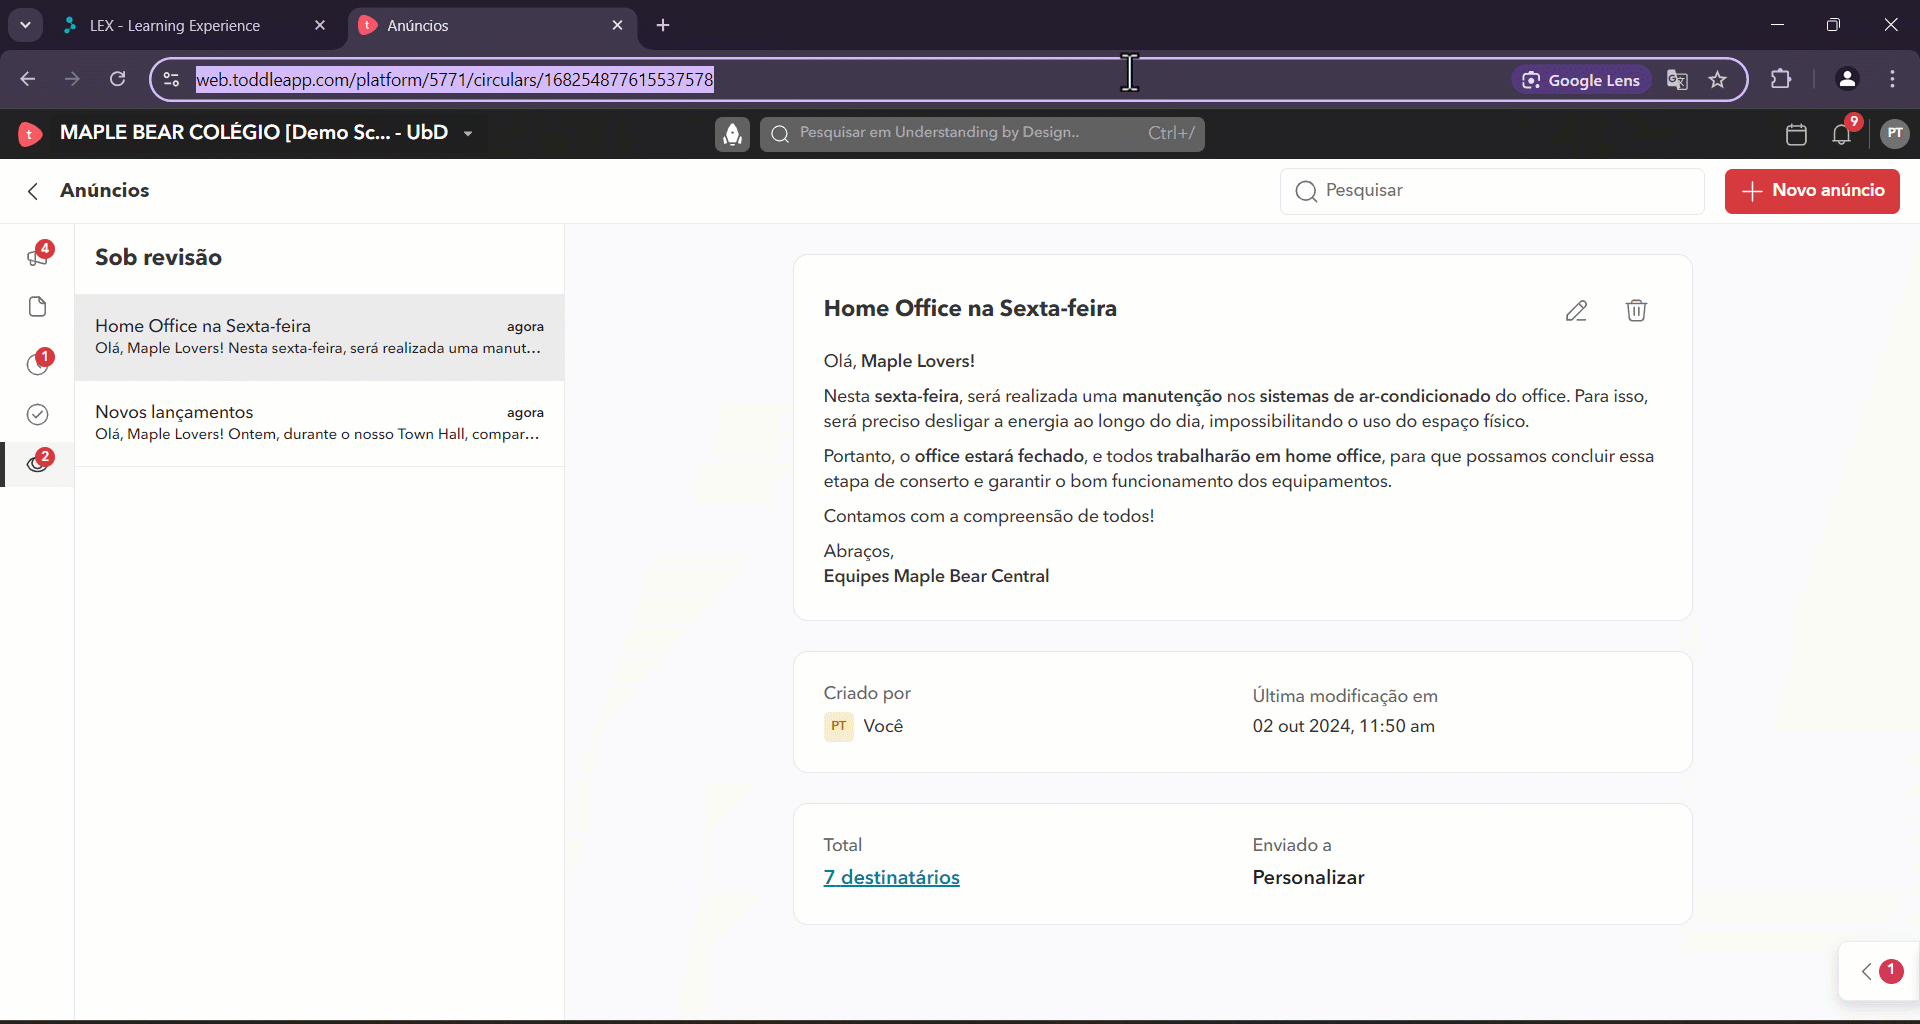 LEX - Learning Experience
Anúncios
web.toddleapp.com/platform/5771/circulars/168254877615537578
Google Lens
t MAPLE BEAR COLÉGIO [Demo Sc... - UbD
Pesquisar em Understanding by Design.. Ctrl+/
9
PT
Anúncios
Pesquisar
Novo anúncio
4
1
2
Sob revisão
Home Office na Sexta-feira agora
Olá, Maple Lovers! Nesta sexta-feira, será realizada uma manut...
Novos lançamentos agora
Olá, Maple Lovers! Ontem, durante o nosso Town Hall, compar...
Home Office na Sexta-feira
Olá, Maple Lovers!
Nesta sexta-feira, será realizada uma manutenção nos sistemas de ar-condicionado do office. Para isso,
será preciso desligar a energia ao longo do dia, impossibilitando o uso do espaço físico.
Portanto, o office estará fechado, e todos trabalharão em home office, para que possamos concluir essa
etapa de conserto e garantir o bom funcionamento dos equipamentos.
Contamos com a compreensão de todos!
Abraços,
Equipes Maple Bear Central
Criado por
PT Você
Última modificação em
02 out 2024, 11:50 am
Total
7 destinatários
Enviado a
Personalizar
1